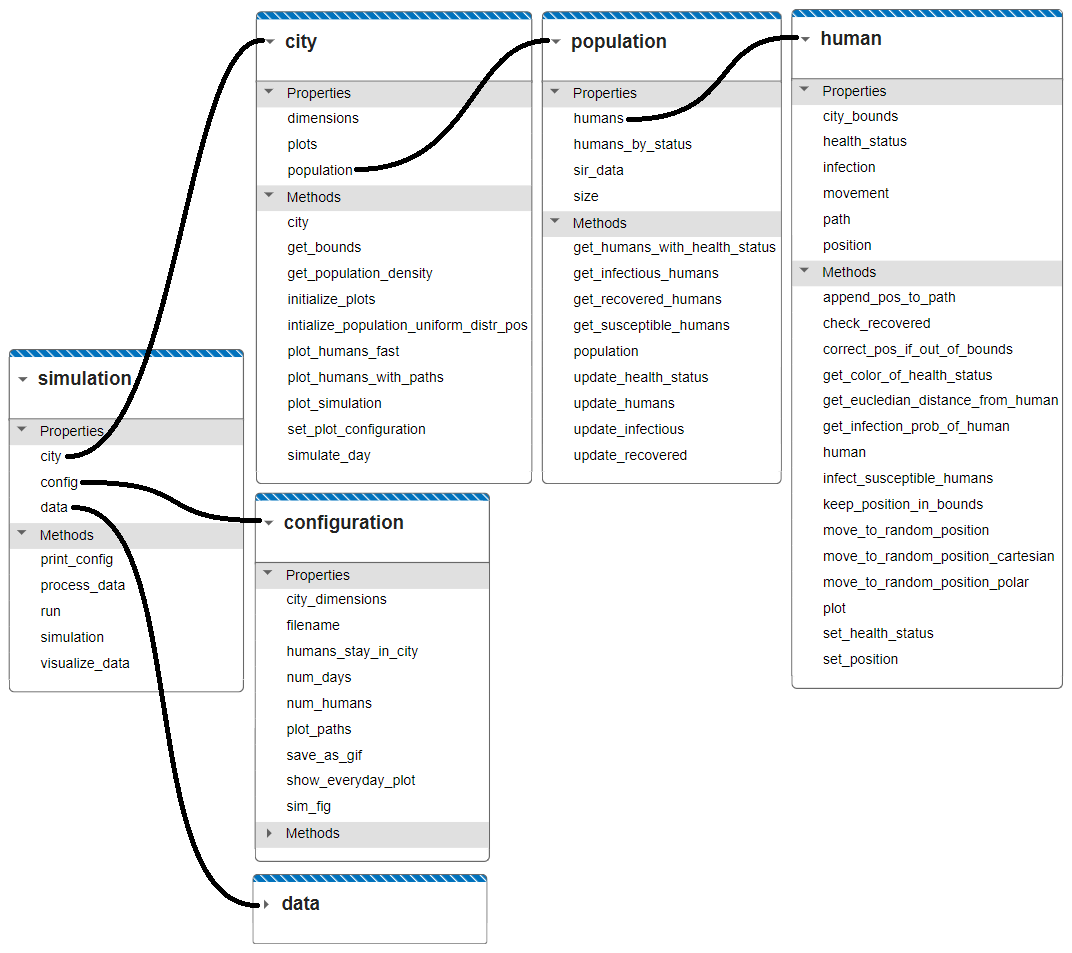 city
Properties
dimensions
plots
population
Methods
city
get_bounds
get_population_density
initialize_plots
intialize_population_uniform_distr_pos
plot_humans_fast
plot_humans_with_paths
plot_simulation
set_plot_configuration
simulate_day
population
Properties
humans
humans_by_status
sir_data
size
Methods
get_humans_with_health_status
get_infectious_humans
get_recovered_humans
get_susceptible_humans
population
update_health_status
update_humans
update_infectious
update_recovered
human
Properties
city_bounds
health_status
infection
movement
path
position
Methods
append_pos_to_path
check_recovered
correct_pos_if_out_of_bounds
get_color_of_health_status
get_eucledian_distance_from_human
get_infection_prob_of_human
human
infect_susceptible_humans
keep_position_in_bounds
move_to_random_position
move_to_random_position_cartesian
move_to_random_position_polar
plot
set_health_status
set_position
simulation
Properties
city
config
data
Methods
print_config
process_data
run
simulation
visualize_data
configuration
Properties
city_dimensions
filename
humans_stay_in_city
num_days
num_humans
plot_paths
save_as_gif
show_everyday_plot
sim_fig
Methods
data